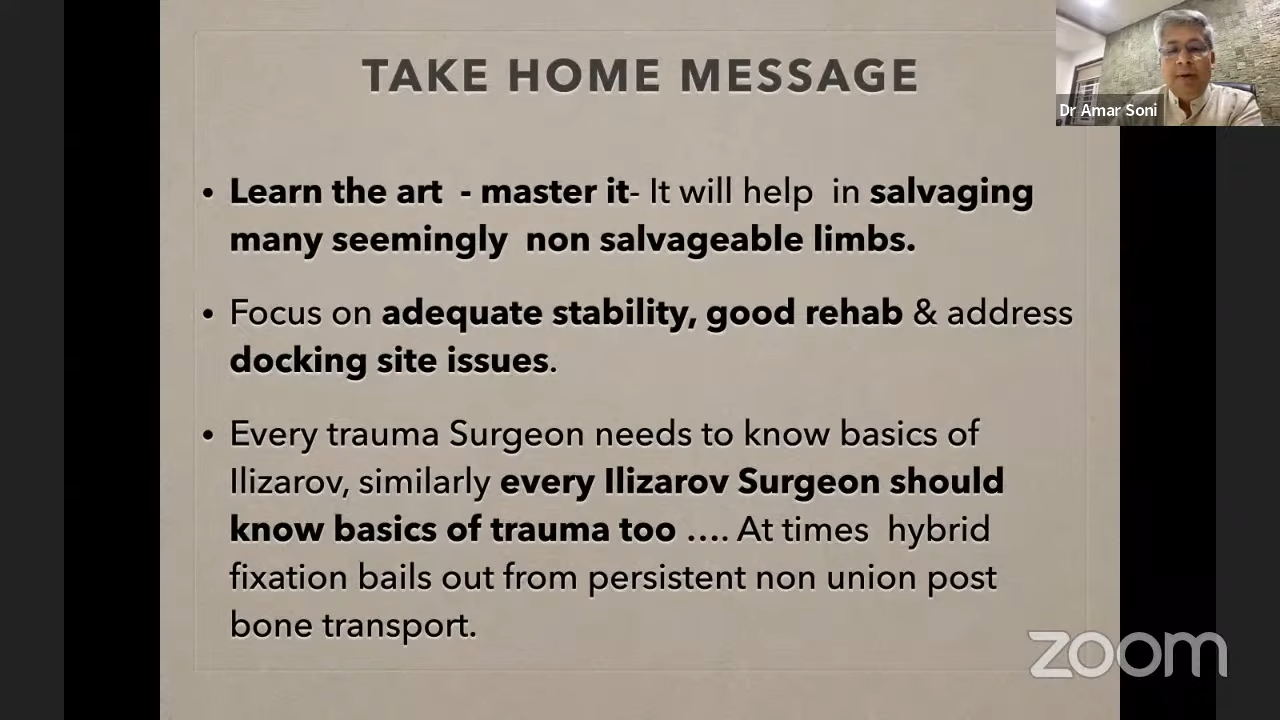 TAKE HOME MESSAGE
Dr Amar Soni
• Learn the art - master it- It will help in salvaging
many seemingly non salvageable limbs.
• Focus on adequate stability, good rehab & address
docking site issues.
• Every trauma Surgeon needs to know basics of
Ilizarov, similarly every Ilizarov Surgeon should
know basics of trauma too …. At times hybrid
fixation bails out from persistent non union post
bone transport.
zoom